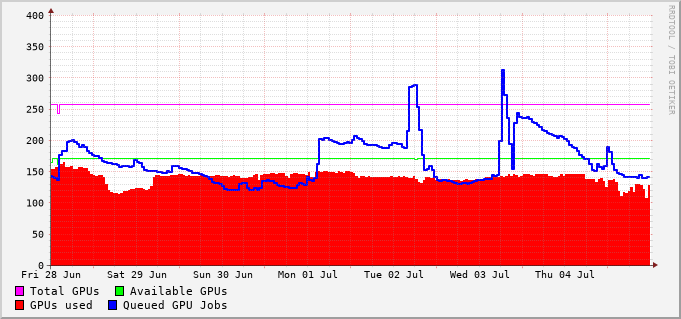 400
350
300
250
200
150
100
50
0
Fri 28 Jun Sat 29 Jun Sun 30 Jun Mon 01 Jul Tue 02 Jul Wed 03 Jul Thu 04 Jul
Total GPUs Available GPUs
GPUs used Queued GPU Jobs
RRDTOOL / TOBI OETIKER